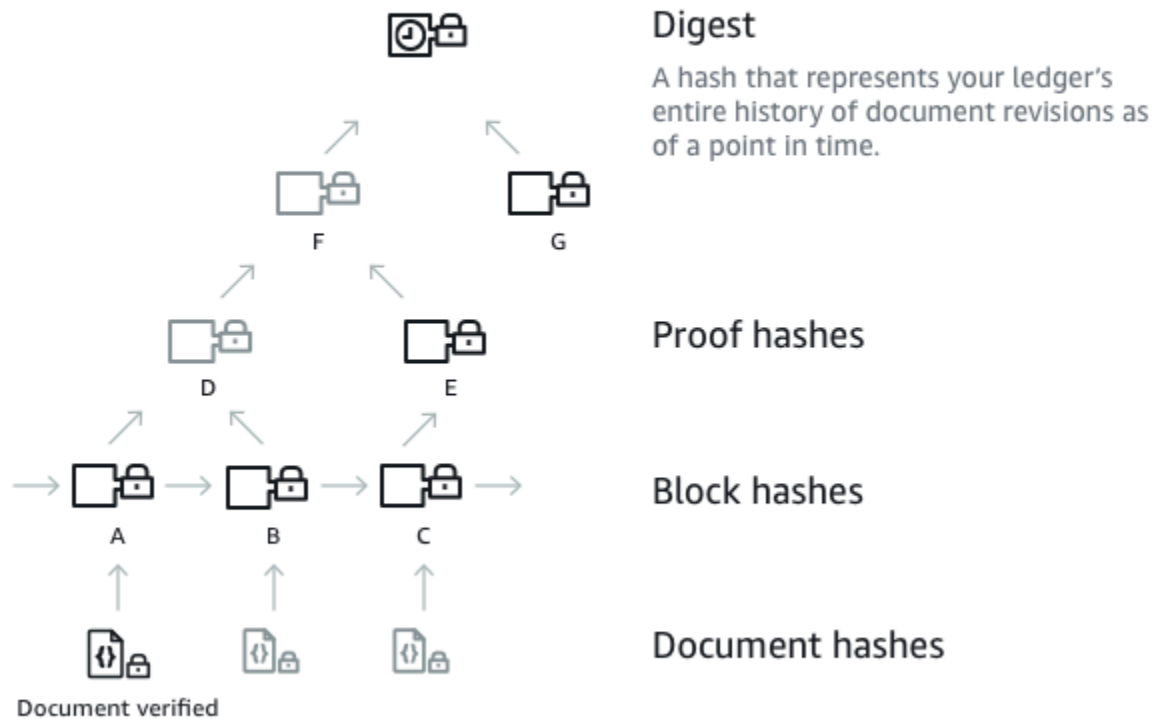 Digest
A hash that represents your ledger's
entire history of document revisions as
of a point in time.
F
G
D
E
Proof hashes
A
B
C
Block hashes
{}
{}
{}
Document hashes
Document verified